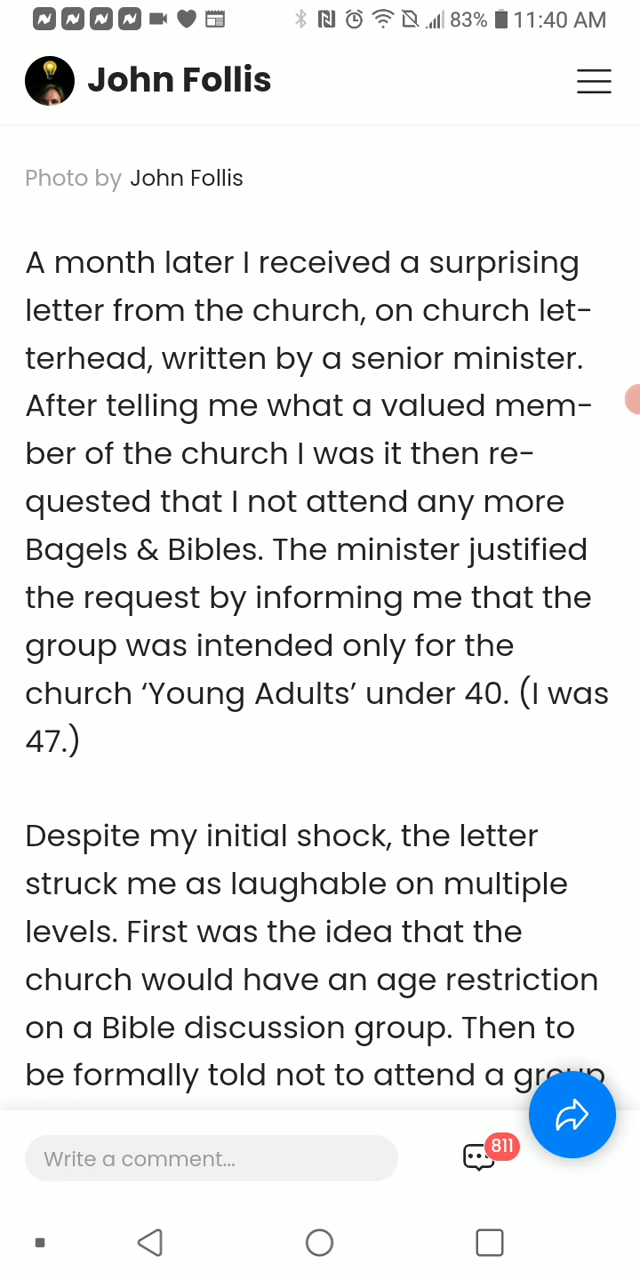 83% 11:40 AM
John Follis
Photo by John Follis
A month later I received a surprising
letter from the church, on church let-
terhead, written by a senior minister.
After telling me what a valued mem-
ber of the church I was it then re-
quested that I not attend any more
Bagels & Bibles. The minister justified
the request by informing me that the
group was intended only for the
church ‘Young Adults’ under 40. (I was
47.)
Despite my initial shock, the letter
struck me as laughable on multiple
levels. First was the idea that the
church would have an age restriction
on a Bible discussion group. Then to
be formally told not to attend a group
Write a comment...
811